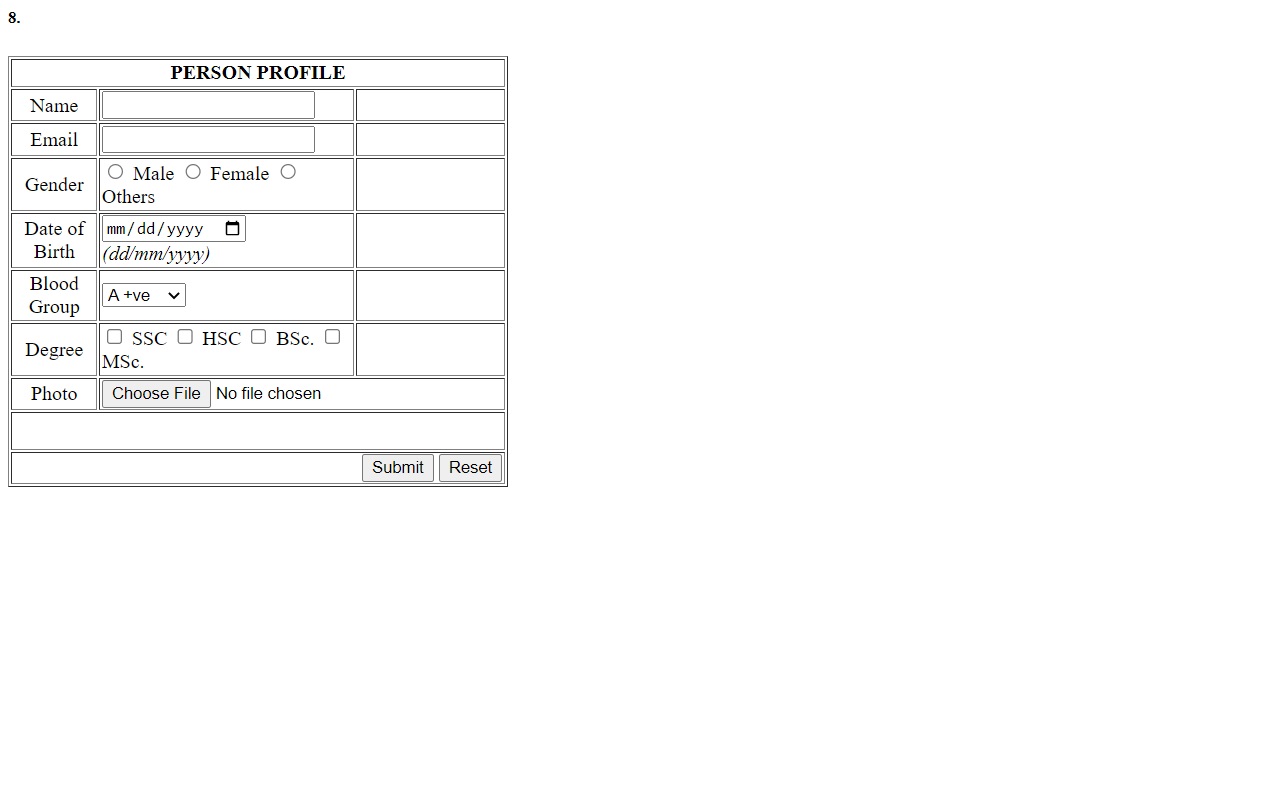 8.
PERSON PROFILE
Name
Email
Gender
Male Female
Others
Date of
Birth
mm/dd/yyyy
(dd/mm/yyyy)
Blood
Group
A +ve
Degree
SSC HSC BSc.
MSc.
Photo
Choose File No file chosen
Submit Reset